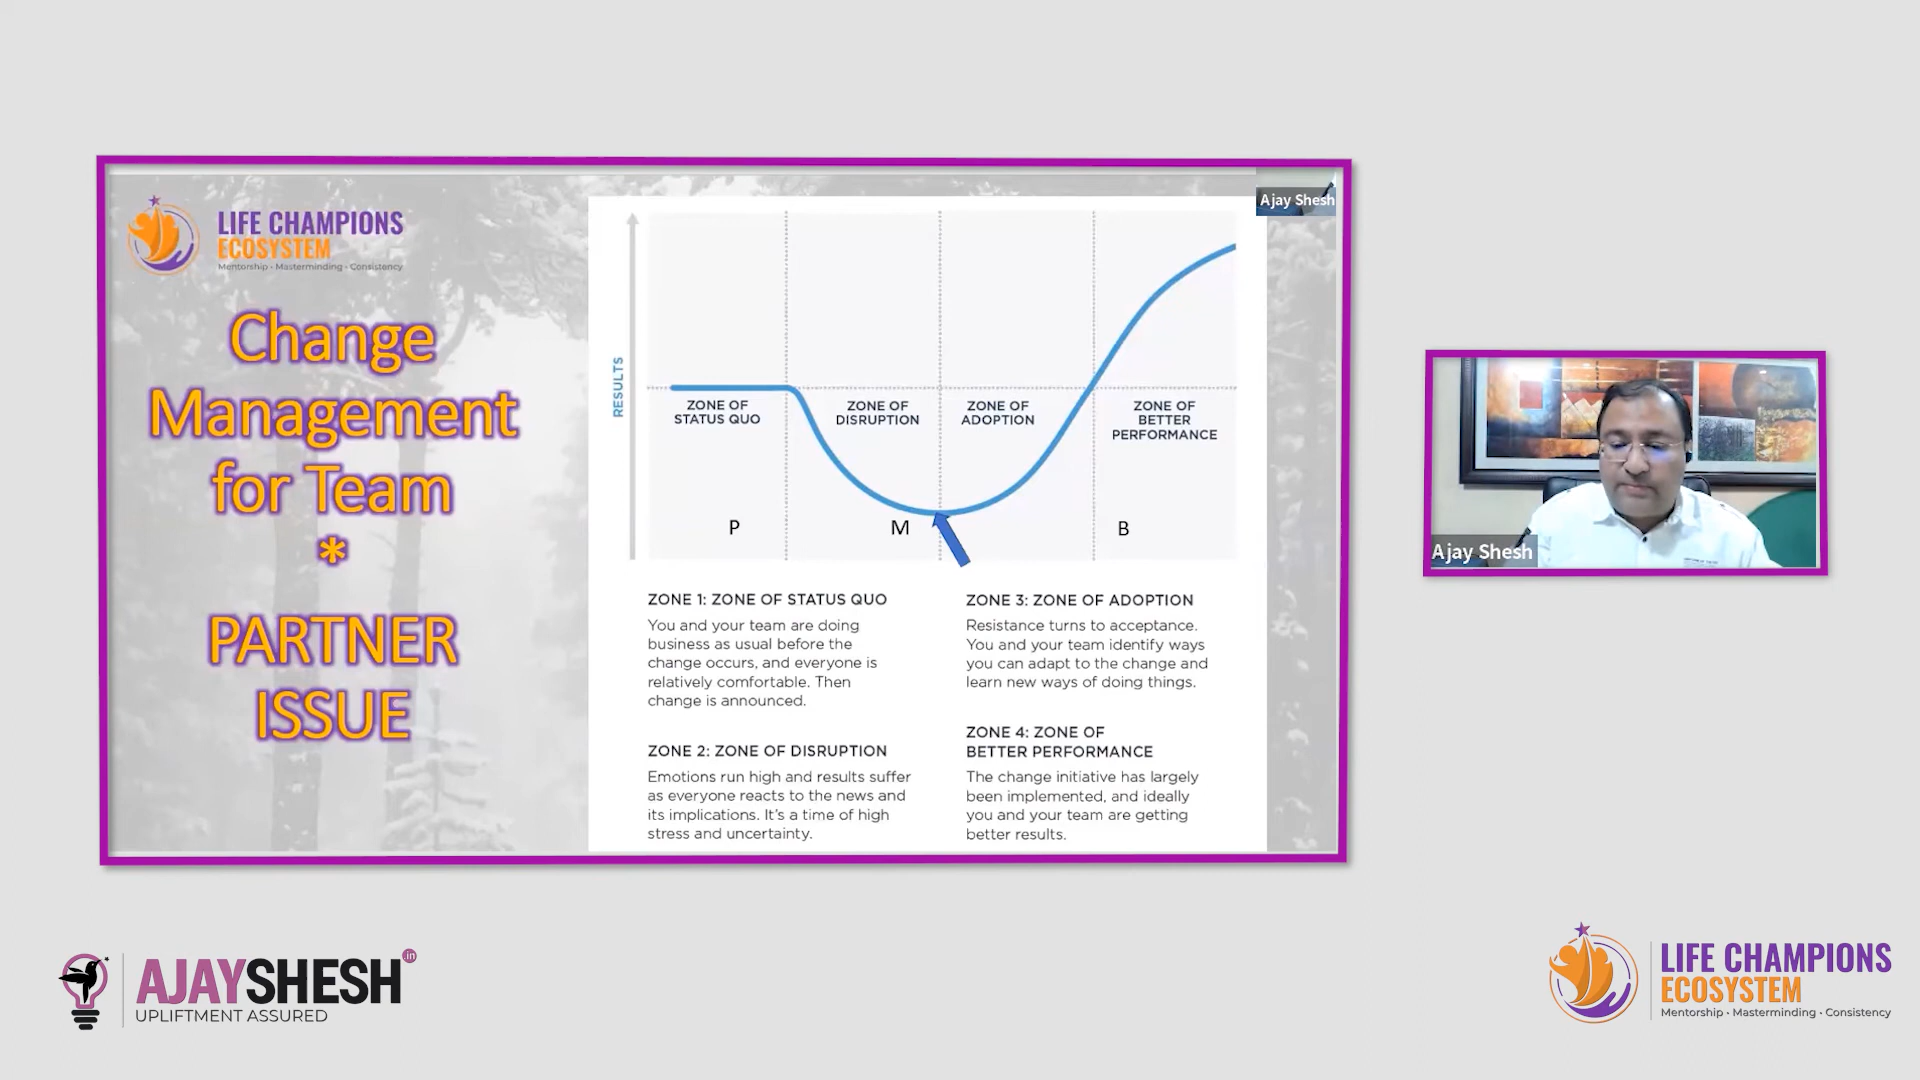 LIFE CHAMPIONS
ECOSYSTEM
Mentorship • Masterminding • Consistency
Change
Management
for Team
*
PARTNER
ISSUE
Ajay Shesh
RESULTS
ZONE OF
STATUS QUO
ZONE OF
DISRUPTION
ZONE OF
ADOPTION
ZONE OF
BETTER
PERFORMANCE
P
M
B
ZONE 1: ZONE OF STATUS QUO
You and your team are doing
business as usual before the
change occurs, and everyone is
relatively comfortable. Then
change is announced.
ZONE 2: ZONE OF DISRUPTION
Emotions run high and results suffer
as everyone reacts to the news and
its implications. It's a time of high
stress and uncertainty.
ZONE 3: ZONE OF ADOPTION
Resistance turns to acceptance.
You and your team identify ways
you can adapt to the change and
learn new ways of doing things.
ZONE 4: ZONE OF
BETTER PERFORMANCE
The change initiative has largely
been implemented, and ideally
you and your team are getting
better results.
Ajay Shesh
AJAYSHESH
in
UPLIFTMENT ASSURED
LIFE CHAMPIONS
ECOSYSTEM
Mentorship • Masterminding • Consistency